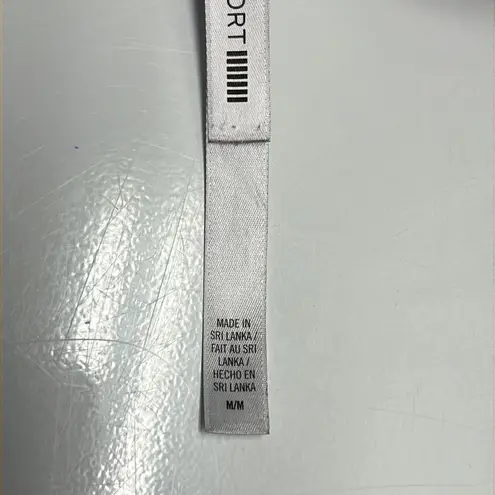 ORT
MADE IN
SRI LANKA /
FAIT AU SRI
LANKA /
HECHO EN
SRI LANKA
M/M